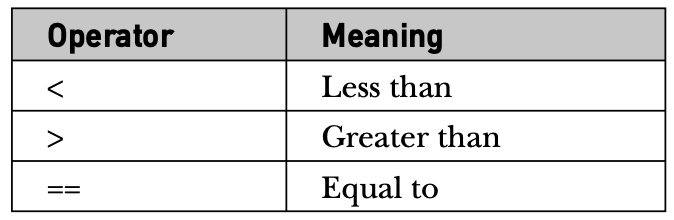 Operator Meaning
< Less than
> Greater than
== Equal to